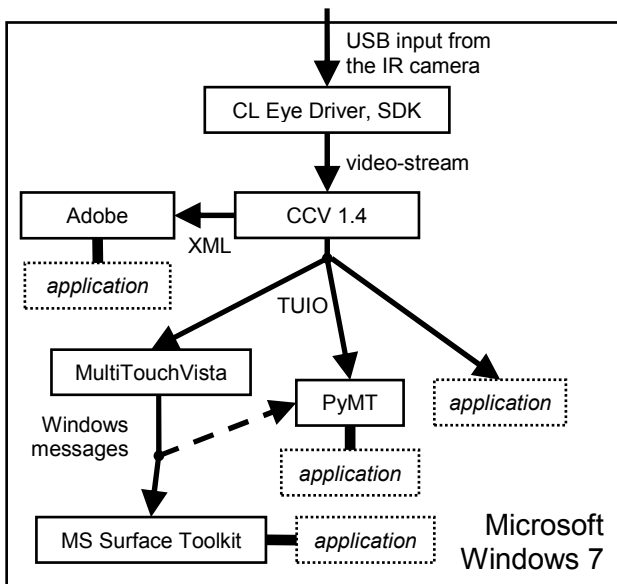 USB input from
the IR camera
CL Eye Driver, SDK
video-stream
Adobe
CCV 1.4
XML
application
TUIO
MultiTouchVista
PyMT
application
Windows
messages
application
MS Surface Toolkit
application
Microsoft
Windows 7